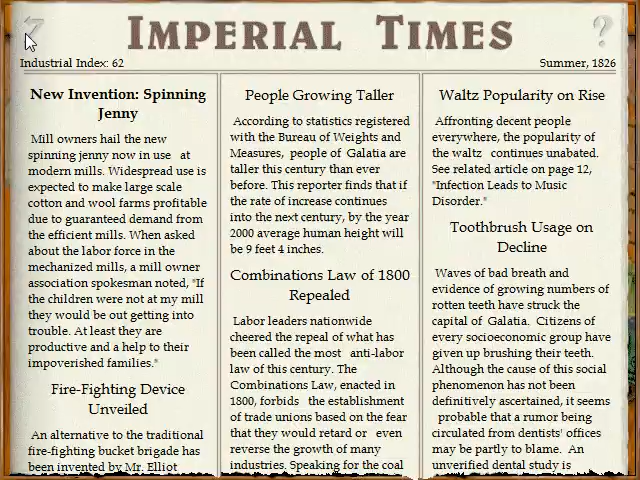 Imperial Times
Industrial Index: 62
Summer, 1826
New Invention: Spinning
Jenny
Mill owners hail the new
spinning jenny now in use at
modern mills. Widespread use is
expected to make large scale
cotton and wool farms profitable
due to guaranteed demand from
the efficient mills. When asked
about the labor force in the
mechanized mills, a mill owner
association spokesman noted, "If
the children were not at my mill
they would be out getting into
trouble. At least they are
productive and a help to their
impoverished families."
Fire-Fighting Device
Unveiled
An alternative to the traditional
fire-fighting bucket brigade has
been invented by Mr. Elliot
People Growing Taller
According to statistics registered
with the Bureau of Weights and
Measures, people of Galatia are
taller this century than ever
before. This reporter finds that if
the rate of increase continues
into the next century, by the year
2000 average human height will
be 9 feet 4 inches.
Combinations Law of 1800
Repealed
Labor leaders nationwide
cheered the repeal of what has
been called the most anti-labor
law of this century. The
Combinations Law, enacted in
1800, forbids the establishment
of trade unions based on the fear
that they would retard or even
reverse the growth of many
industries. Speaking for the coal
Waltz Popularity on Rise
Affronting decent people
everywhere, the popularity of
the waltz continues unabated.
See related article on page 12,
"Infection Leads to Music
Disorder."
Toothbrush Usage on
Decline
Waves of bad breath and
evidence of growing numbers of
rotten teeth have struck the
capital of Galatia. Citizens of
every socioeconomic group have
given up brushing their teeth.
Although the cause of this social
phenomenon has not been
definitively ascertained, it seems
probable that a rumor being
circulated from dentists' offices
may be partly to blame. An
unverified dental study is